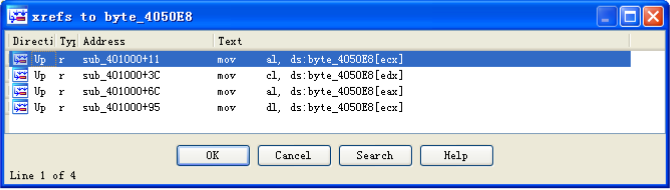 xrefs to byte_4050E8
Directi Typ Address Text
Up r sub_401000+11 mov al, ds:byte_4050E8[ecx]
Up r sub_401000+3C mov cl, ds:byte_4050E8[edx]
Up r sub_401000+6C mov dl, ds:byte_4050E8[eax]
Up r sub_401000+95 mov dl, ds:byte_4050E8[ecx]
OK Cancel Search Help
Line 1 of 4